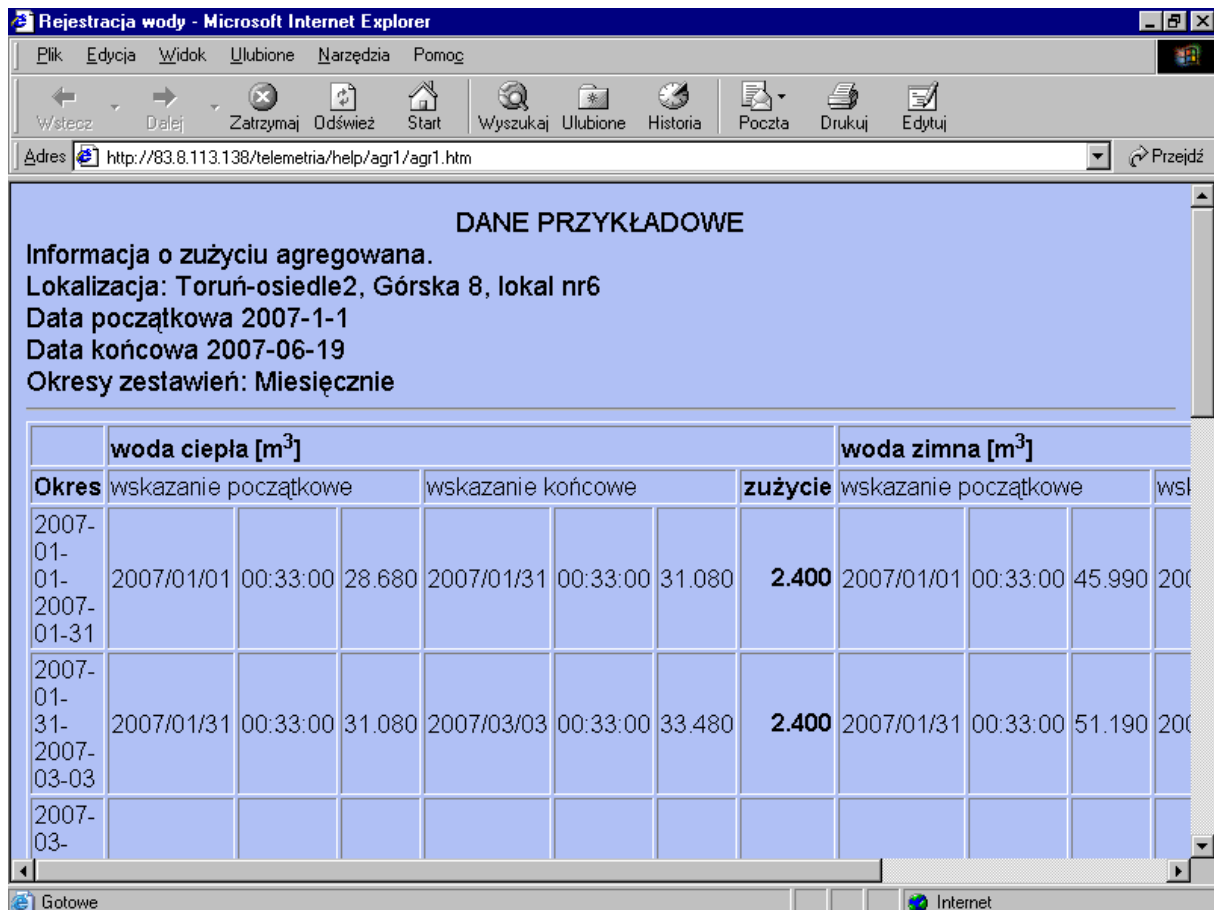 Rejestracja wody - Microsoft Internet Explorer
Plik Edycja Widok Ulubione Narzędzia Pomoc
Wstecz Dalej Zatrzymaj Odśwież Start Wyszukaj Ulubione Historia Poczta Drukuj Edytuj
Adres http://83.8.113.138/telemetria/help/agr1/agr1.htm Przejdź
DANE PRZYKŁADOWE
Informacja o zużyciu agregowana.
Lokalizacja: Toruń-osiedle2, Górska 8, lokal nr6
Data początkowa 2007-1-1
Data końcowa 2007-06-19
Okresy zestawień: Miesięcznie
woda ciepła [m³] woda zimna [m³]
Okres wskazanie początkowe wskazanie końcowe zużycie wskazanie początkowe wsk
2007-
01-
01- 2007/01/01 00:33:00 28.680 2007/01/31 00:33:00 31.080 2.400 2007/01/01 00:33:00 45.990 200
2007-
01-31
2007-
01-
31- 2007/01/31 00:33:00 31.080 2007/03/03 00:33:00 33.480 2.400 2007/01/31 00:33:00 51.190 200
2007-
03-03
2007-
03-
Gotowe Internet